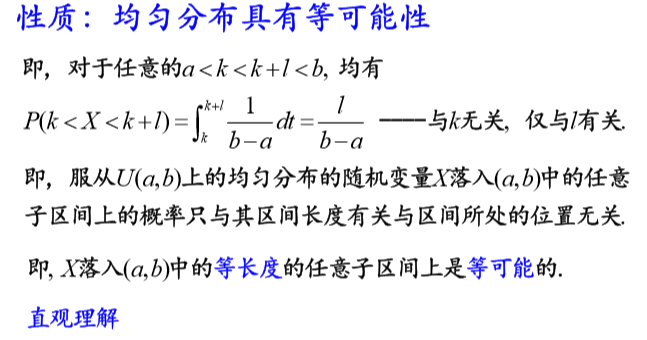 性质：均匀分布具有等可能性
即，对于任意的a<k<k+l<b, 均有
P(k<X<k+l)=∫_k^{k+l} 1/(b−a) dt = l/(b−a) ——与k无关, 仅与l有关.
即，服从U(a,b)上的均匀分布的随机变量X落入(a,b)中的任意
子区间上的概率只与其区间长度有关与区间所处的位置无关.
即, X落入(a,b)中的等长度的任意子区间上是等可能的.
直观理解